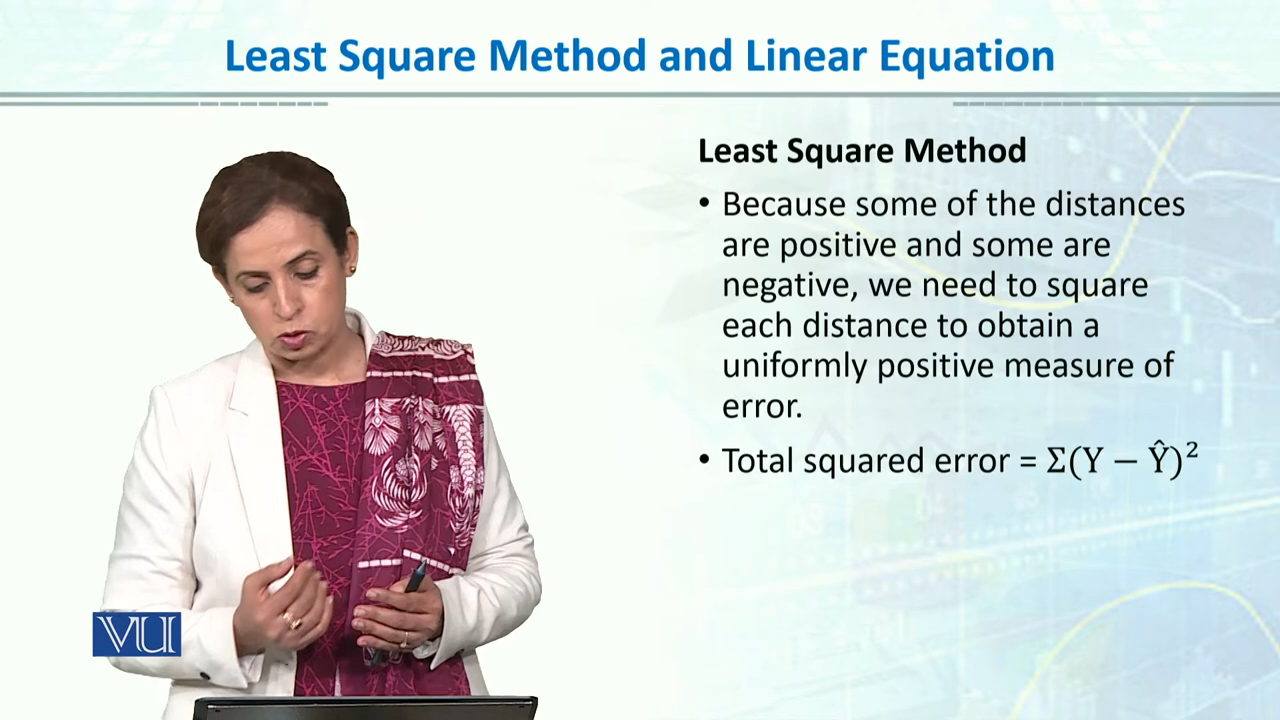 Least Square Method and Linear Equation
Least Square Method
• Because some of the distances
are positive and some are
negative, we need to square
each distance to obtain a
uniformly positive measure of
error.
• Total squared error = Σ(Y − Ŷ)²
VU